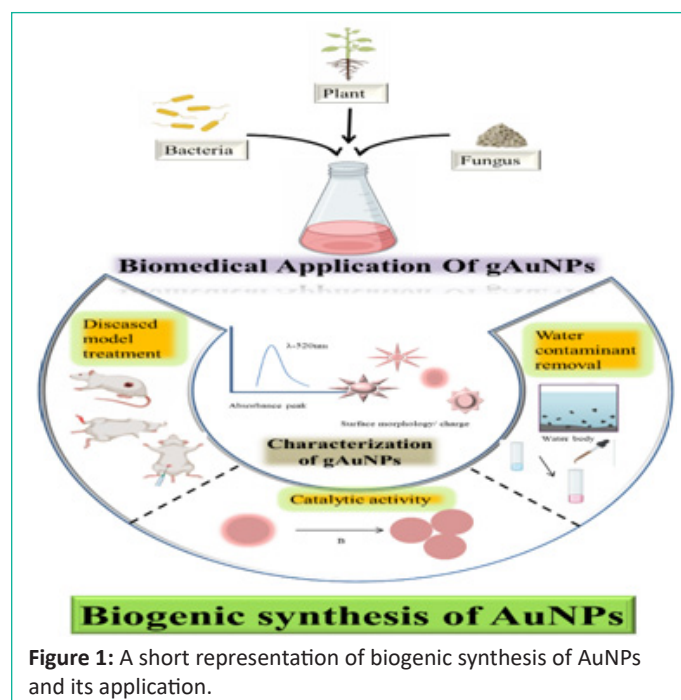 Plant
Bacteria
Fungus
Biomedical Application Of gAuNPs
Diseased
model
treatment
λ-520nm
Absorbance peak
Surface morphology/ charge
Characterization
of gAuNPs
Water
contaminant
removal
Water body
Catalytic activity
n
Biogenic synthesis of AuNPs
Figure 1: A short representation of biogenic synthesis of AuNPs
and its application.